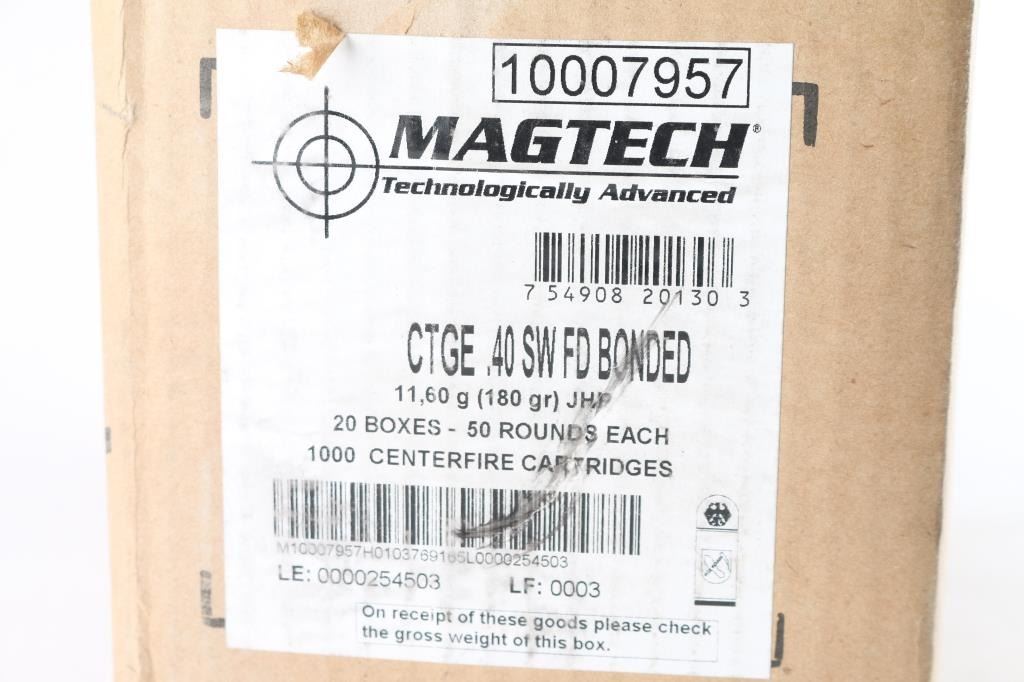 10007957
MAGTECH®
Technologically Advanced
7 54908 20130 3
CTGE .40 SW FD BONDED
11,60 g (180 gr) JHP
20 BOXES - 50 ROUNDS EACH
1000 CENTERFIRE CARTRIDGES
M10007957H0103769165L0000254503
LE: 0000254503 LF: 0003
On receipt of these goods please check
the gross weight of this box.